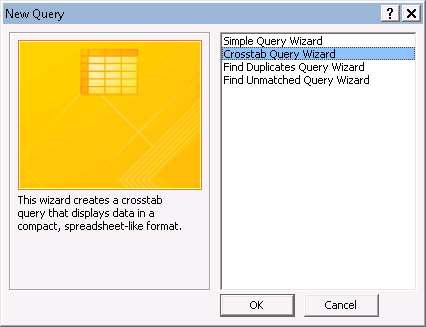 New Query
Simple Query Wizard
Crosstab Query Wizard
Find Duplicates Query Wizard
Find Unmatched Query Wizard
This wizard creates a crosstab
query that displays data in a
compact, spreadsheet-like format.
OK
Cancel